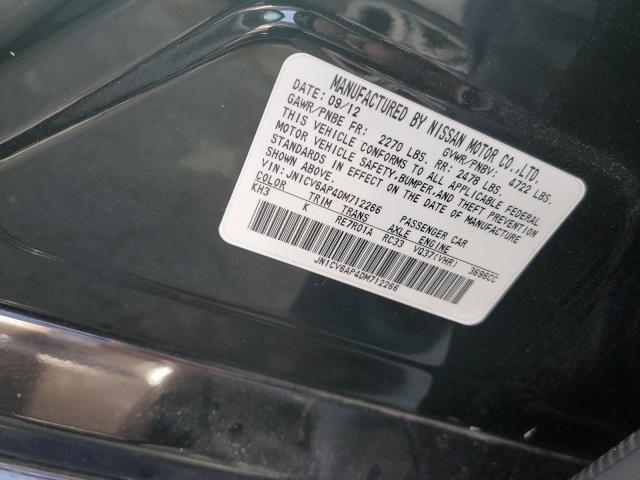 MANUFACTURED BY NISSAN MOTOR CO.,LTD.
DATE: 09/12 GVWR/PNBV: 4722 LBS.
GAWR/PNBE FR: 2270 LBS. RR: 2478 LBS.
THIS VEHICLE CONFORMS TO ALL APPLICABLE FEDERAL
MOTOR VEHICLE SAFETY,BUMPER,AND THEFT PREVENTION
STANDARDS IN EFFECT ON THE DATE OF MANUFACTURE
SHOWN ABOVE.
VIN: JN1CV6AP4DM712266 PASSENGER CAR
COLOR TRIM TRANS AXLE ENGINE
KH3 K RE7R01A RC33 VQ37(VHR) 3696CC
JN1CV6AP4DM712266